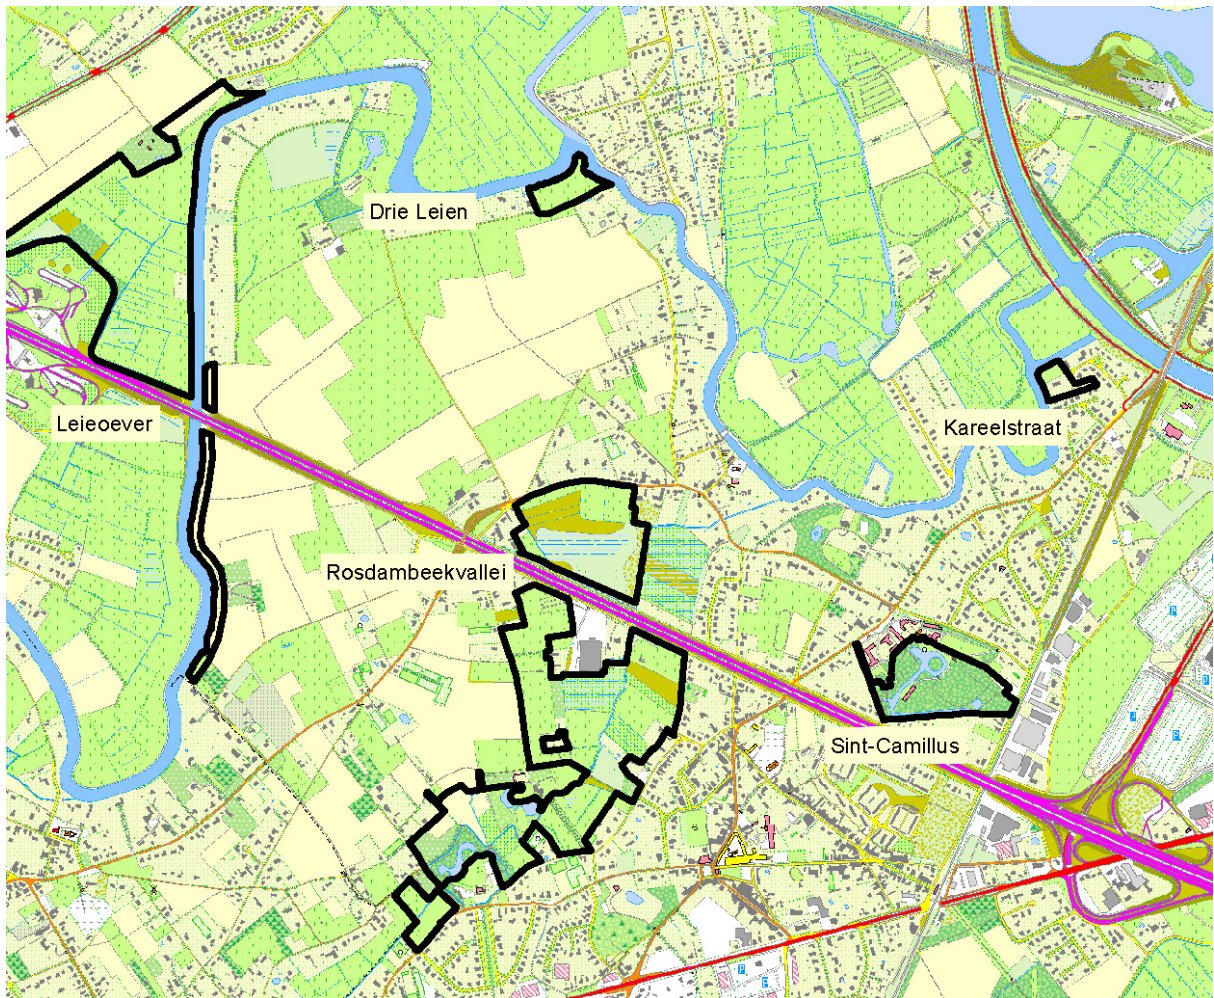 Drie Leien
Leieoever
Kareelstraat
Rosdambeekvallei
Sint-Camillus
P
P
P
P
P